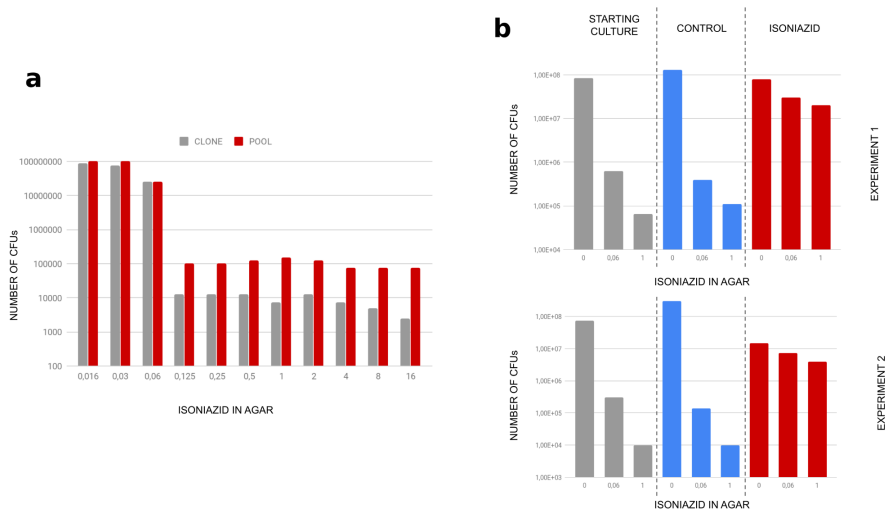 a
CLONE POOL
NUMBER OF CFUs
100000000
10000000
1000000
100000
10000
1000
100
0,016 0,03 0,06 0,125 0,25 0,5 1 2 4 8 16
ISONIAZID IN AGAR
b
STARTING
CULTURE
CONTROL
ISONIAZID
NUMBER OF CFUs
1,00E+08
1,00E+07
1,00E+06
1,00E+05
1,00E+04
0 0,06 1 0 0,06 1 0 0,06 1
ISONIAZID IN AGAR
EXPERIMENT 1
NUMBER OF CFUs
1,00E+08
1,00E+07
1,00E+06
1,00E+05
1,00E+04
1,00E+03
0 0,06 1 0 0,06 1 0 0,06 1
ISONIAZID IN AGAR
EXPERIMENT 2